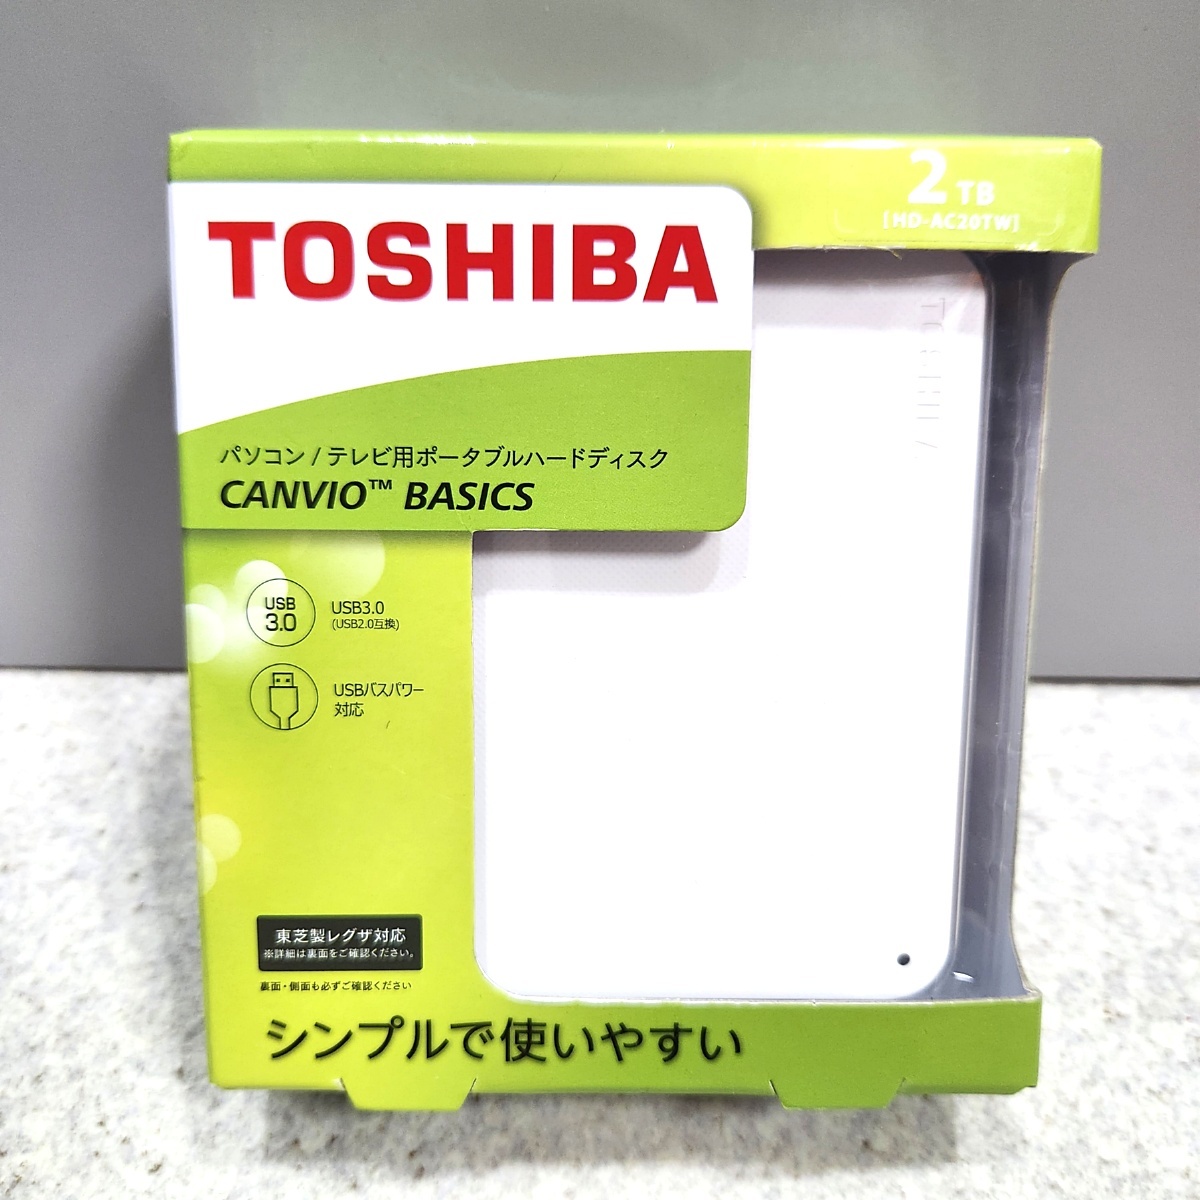 2TB
[HD-AC20TW]
TOSHIBA
TOSHIBA
パソコン/テレビ用ポータブルハードディスク
CANVIO™ BASICS
USB
3.0
USB3.0
(USB2.0互換)
USBバスパワー
対応
東芝製レグザ対応
※詳細は裏面をご確認ください。
裏面・側面も必ずご確認ください
シンプルで使いやすい